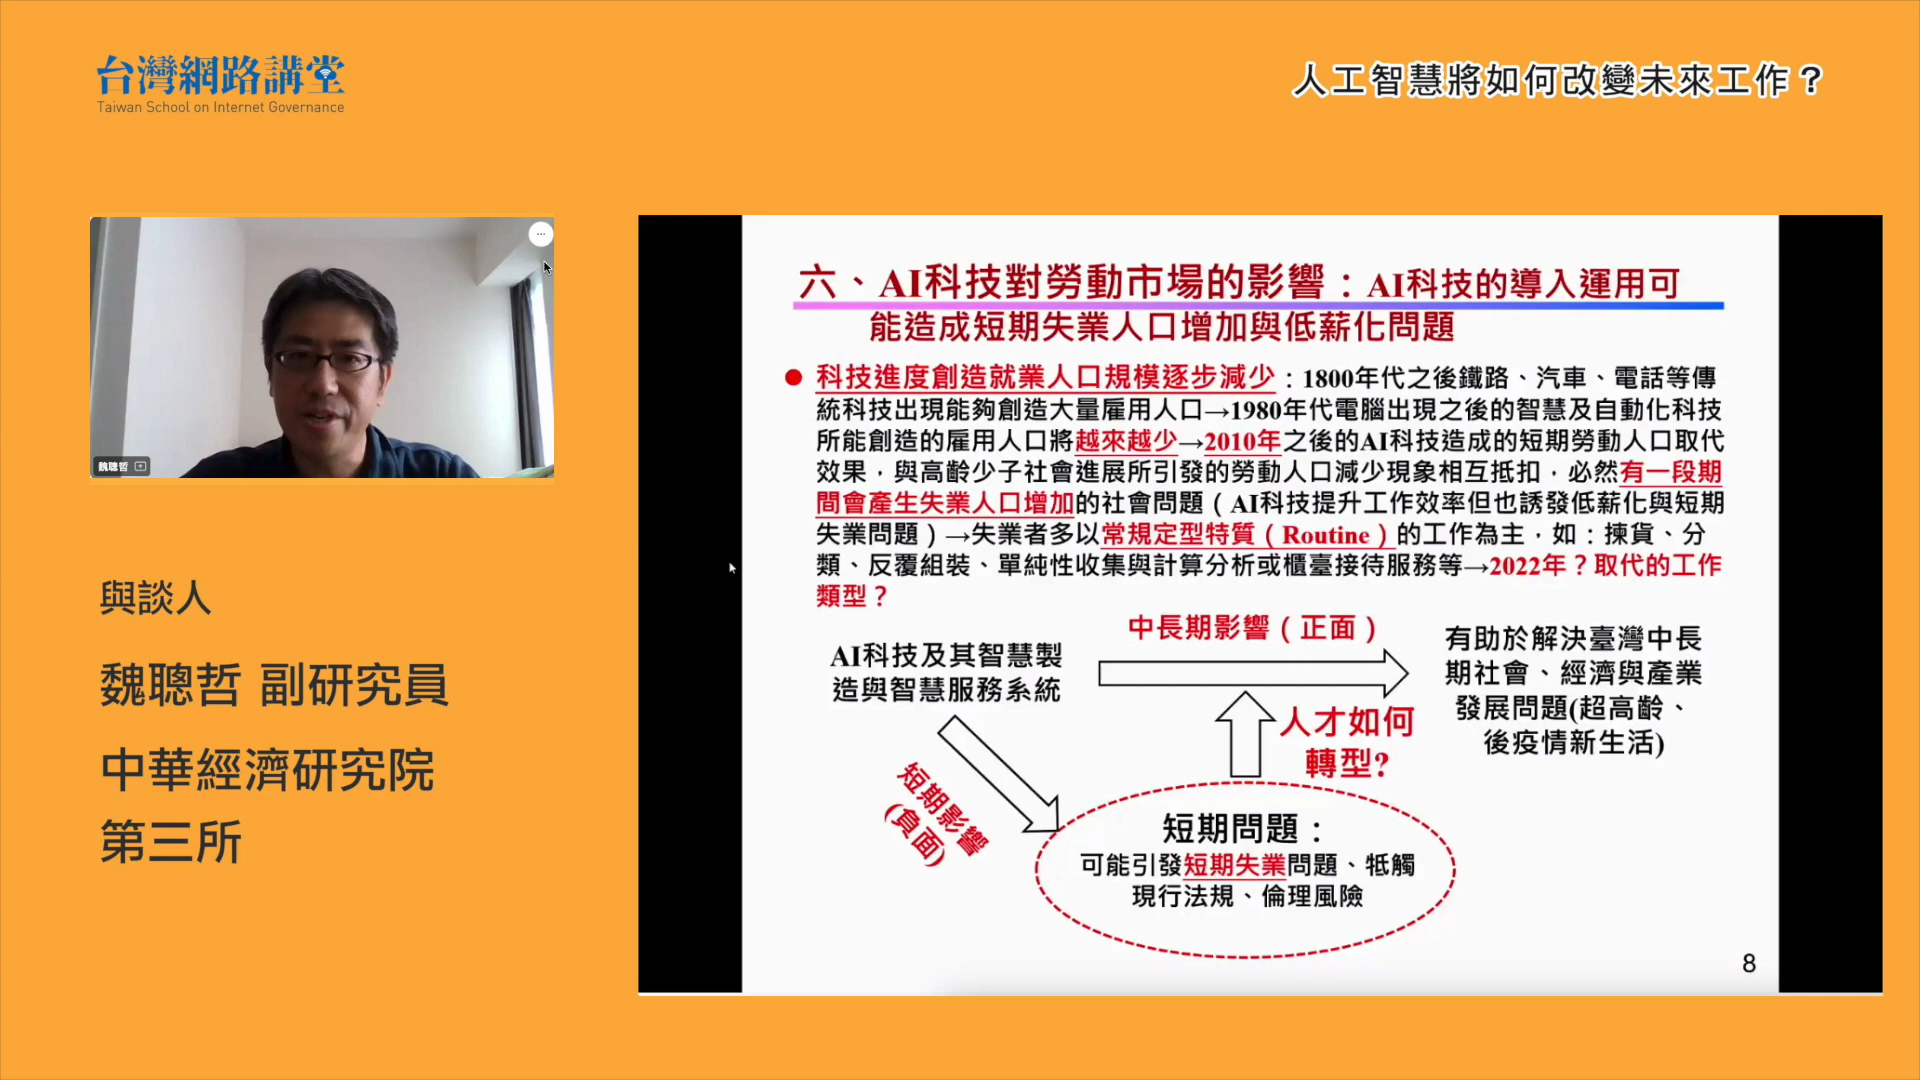 台灣網路講堂
Taiwan School on Internet Governance
人工智慧將如何改變未來工作？
魏聰哲
與談人
魏聰哲 副研究員
中華經濟研究院
第三所
六、AI科技對勞動市場的影響：AI科技的導入運用可
能造成短期失業人口增加與低薪化問題
科技進度創造就業人口規模逐步減少：1800年代之後鐵路、汽車、電話等傳
統科技出現能夠創造大量雇用人口→1980年代電腦出現之後的智慧及自動化科技
所能創造的雇用人口將越來越少→2010年之後的AI科技造成的短期勞動人口取代
效果，與高齡少子社會進展所引發的勞動人口減少現象相互抵扣，必然有一段期
間會產生失業人口增加的社會問題（AI科技提升工作效率但也誘發低薪化與短期
失業問題）→失業者多以常規定型特質（Routine）的工作為主，如：揀貨、分
類、反覆組裝、單純性收集與計算分析或櫃臺接待服務等→2022年？取代的工作
類型？
中長期影響（正面）
AI科技及其智慧製
造與智慧服務系統
有助於解決臺灣中長
期社會、經濟與產業
發展問題(超高齡、
後疫情新生活)
人才如何
轉型?
短期影響
(負面)
短期問題：
可能引發短期失業問題、牴觸
現行法規、倫理風險
8